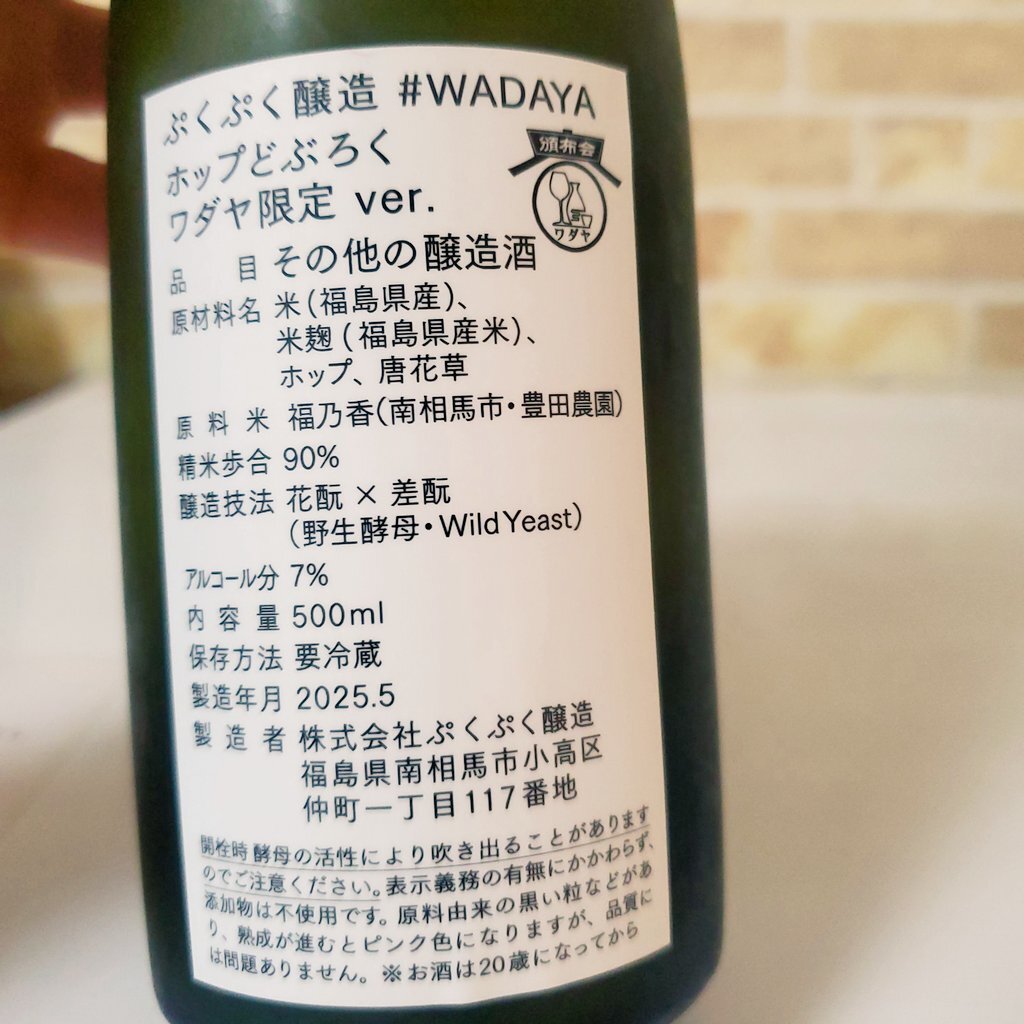 ぷくぷく醸造 #WADAYA
ホップどぶろく
ワダヤ限定 ver.
頒布会
ワダヤ
品目 その他の醸造酒
原材料名 米(福島県産)、
米麹(福島県産米)、
ホップ、唐花草
原料米 福乃香(南相馬市・豊田農園)
精米歩合 90%
醸造技法 花酛 × 差酛
(野生酵母・Wild Yeast)
アルコール分 7%
内容量 500ml
保存方法 要冷蔵
製造年月 2025.5
製造者 株式会社ぷくぷく醸造
福島県南相馬市小高区
仲町一丁目117番地
開栓時酵母の活性により吹き出ることがあります
のでご注意ください。表示義務の有無にかかわらず、
添加物は不使用です。原料由来の黒い粒などがあ
り、熟成が進むとピンク色になりますが、品質に
は問題ありません。※お酒は20歳になってから